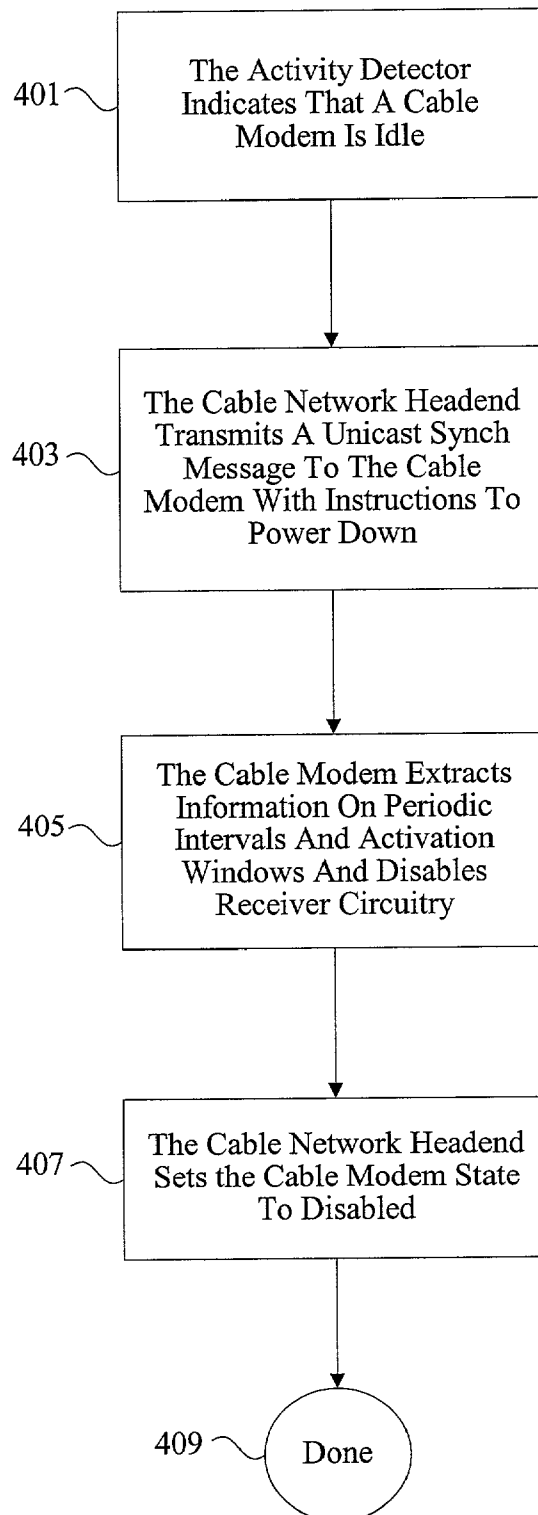 401
The Activity Detector
Indicates That A Cable
Modem Is Idle
403
The Cable Network Headend
Transmits A Unicast Synch
Message To The Cable
Modem With Instructions To
Power Down
405
The Cable Modem Extracts
Information On Periodic
Intervals And Activation
Windows And Disables
Receiver Circuitry
407
The Cable Network Headend
Sets the Cable Modem State
To Disabled
409
Done